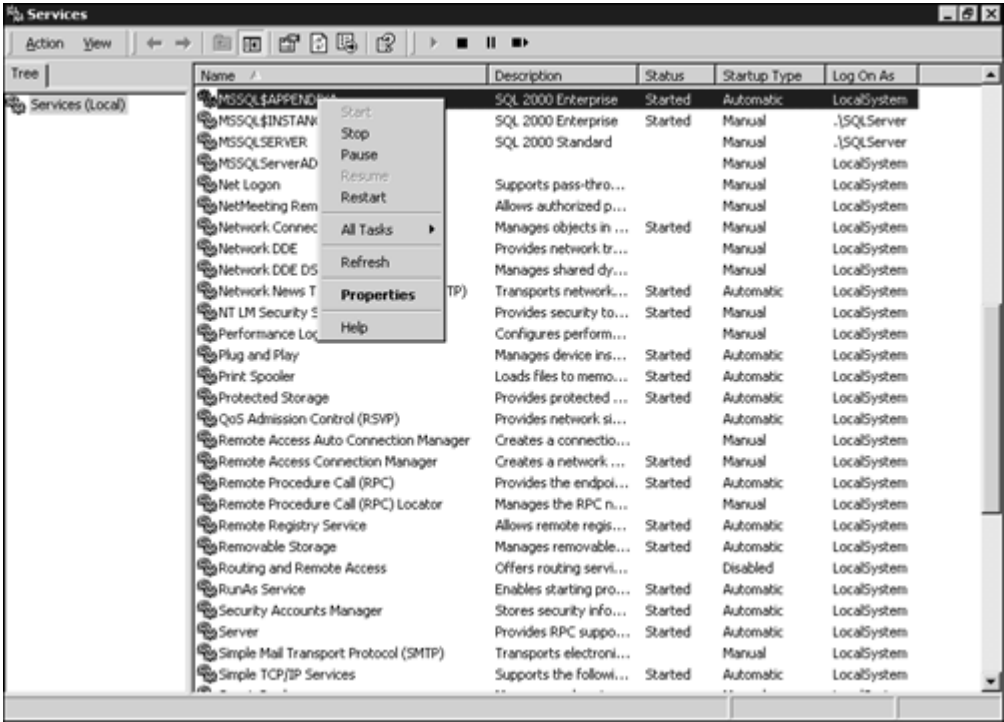 Services
Action View
Tree
Name Description Status Startup Type Log On As
Services (Local)
MSSQL$APPENDIXA SQL 2000 Enterprise Started Automatic LocalSystem
MSSQL$INSTANC SQL 2000 Enterprise Started Manual .\SQLServer
MSSQLSERVER SQL 2000 Standard Manual .\SQLServer
MSSQLServerAD Manual LocalSystem
Net Logon Supports pass-thro... Manual LocalSystem
NetMeeting Rem Allows authorized p... Manual LocalSystem
Network Connec Manages objects in ... Started Manual LocalSystem
Network DDE Provides network tr... Manual LocalSystem
Network DDE DS Manages shared dy... Manual LocalSystem
Network News T TP) Transports network... Started Automatic LocalSystem
NT LM Security S Provides security to... Started Manual LocalSystem
Performance Log Configures perform... Manual LocalSystem
Plug and Play Manages device ins... Started Automatic LocalSystem
Print Spooler Loads files to memo... Started Automatic LocalSystem
Protected Storage Provides protected ... Started Automatic LocalSystem
QoS Admission Control (RSVP) Provides network si... Automatic LocalSystem
Remote Access Auto Connection Manager Creates a connectio... Manual LocalSystem
Remote Access Connection Manager Creates a network ... Started Manual LocalSystem
Remote Procedure Call (RPC) Provides the endpoi... Started Automatic LocalSystem
Remote Procedure Call (RPC) Locator Manages the RPC n... Manual LocalSystem
Remote Registry Service Allows remote regis... Started Automatic LocalSystem
Removable Storage Manages removable... Started Automatic LocalSystem
Routing and Remote Access Offers routing servi... Disabled LocalSystem
RunAs Service Enables starting pro... Started Automatic LocalSystem
Security Accounts Manager Stores security info... Started Automatic LocalSystem
Server Provides RPC suppo... Started Automatic LocalSystem
Simple Mail Transport Protocol (SMTP) Transports electroni... Manual LocalSystem
Simple TCP/IP Services Supports the followi... Started Automatic LocalSystem
Start
Stop
Pause
Resume
Restart
All Tasks
Refresh
Properties
Help